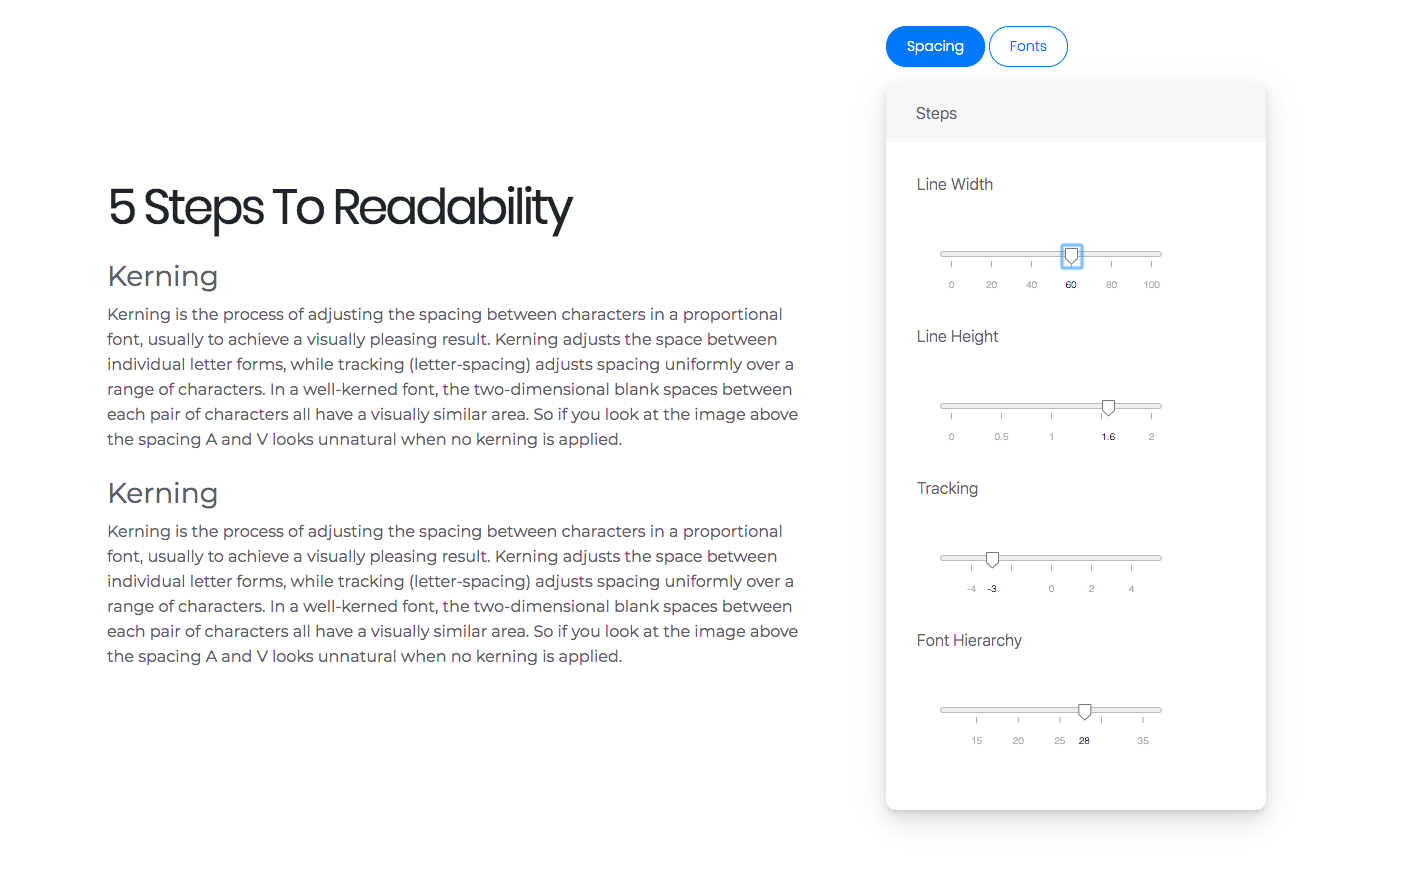 Spacing Fonts
Steps
5 Steps To Readability
Kerning
Kerning is the process of adjusting the spacing between characters in a proportional
font, usually to achieve a visually pleasing result. Kerning adjusts the space between
individual letter forms, while tracking (letter-spacing) adjusts spacing uniformly over a
range of characters. In a well-kerned font, the two-dimensional blank spaces between
each pair of characters all have a visually similar area. So if you look at the image above
the spacing A and V looks unnatural when no kerning is applied.
Kerning
Kerning is the process of adjusting the spacing between characters in a proportional
font, usually to achieve a visually pleasing result. Kerning adjusts the space between
individual letter forms, while tracking (letter-spacing) adjusts spacing uniformly over a
range of characters. In a well-kerned font, the two-dimensional blank spaces between
each pair of characters all have a visually similar area. So if you look at the image above
the spacing A and V looks unnatural when no kerning is applied.
Line Width
0 20 40 60 80 100
Line Height
0 0.5 1 1.6 2
Tracking
-4 -3 0 2 4
Font Hierarchy
15 20 25 28 35